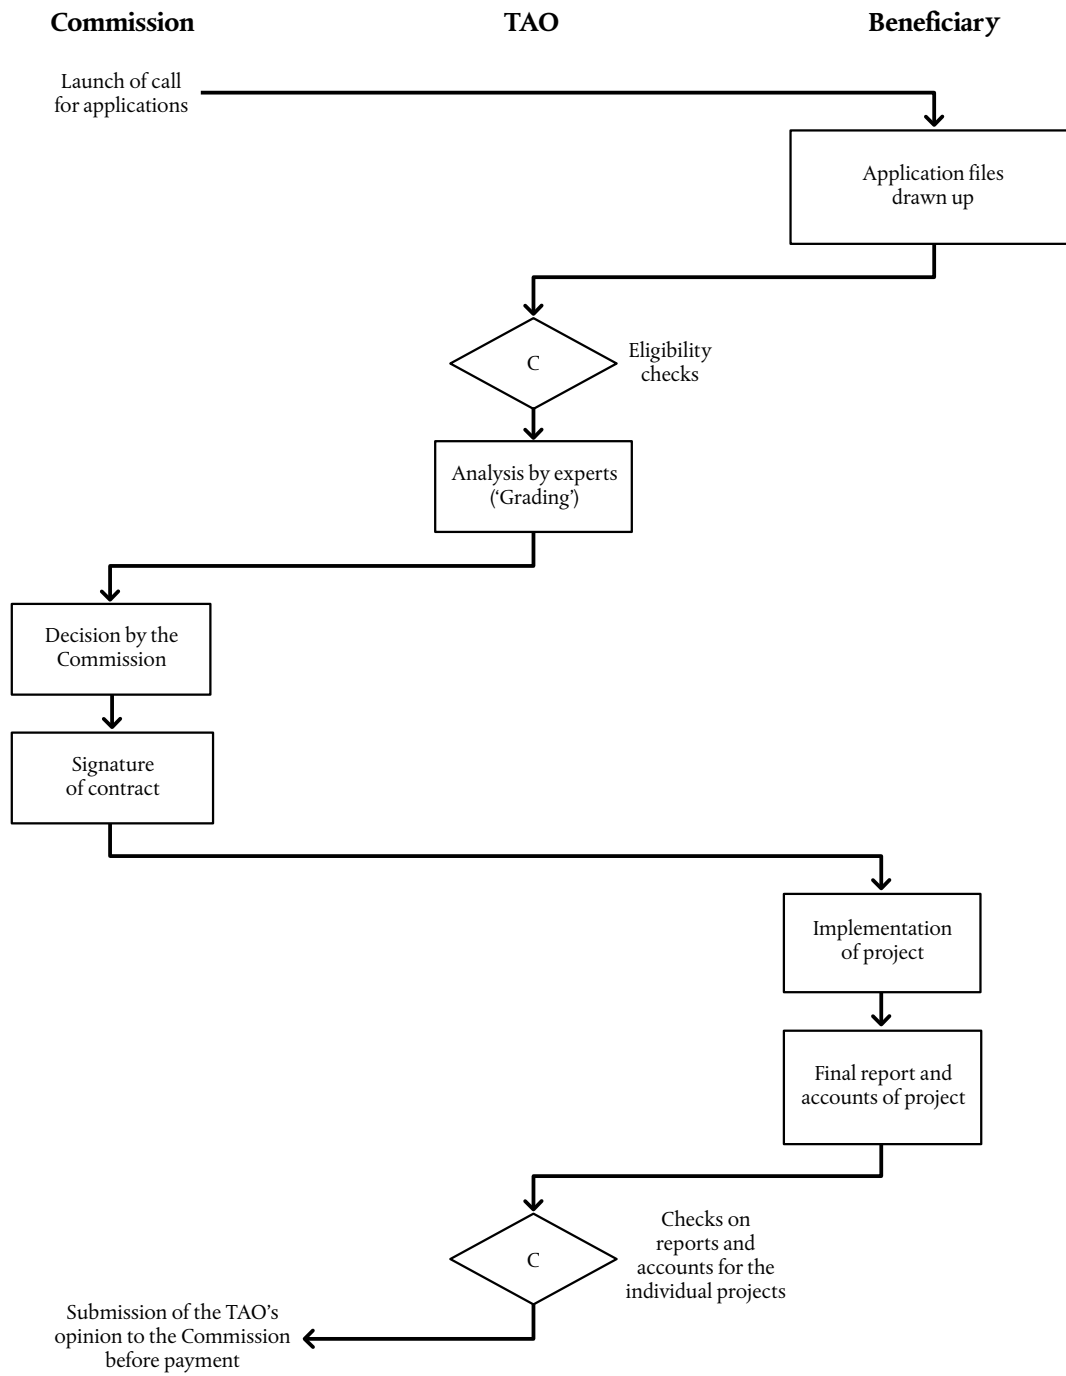 Commission
TAO
Beneficiary
Launch of call
for applications
Application files
drawn up
C
Eligibility
checks
Analysis by experts
(‘Grading’)
Decision by the
Commission
Signature
of contract
Implementation
of project
Final report and
accounts of project
C
Checks on
reports and
accounts for the
individual projects
Submission of the TAO’s
opinion to the Commission
before payment